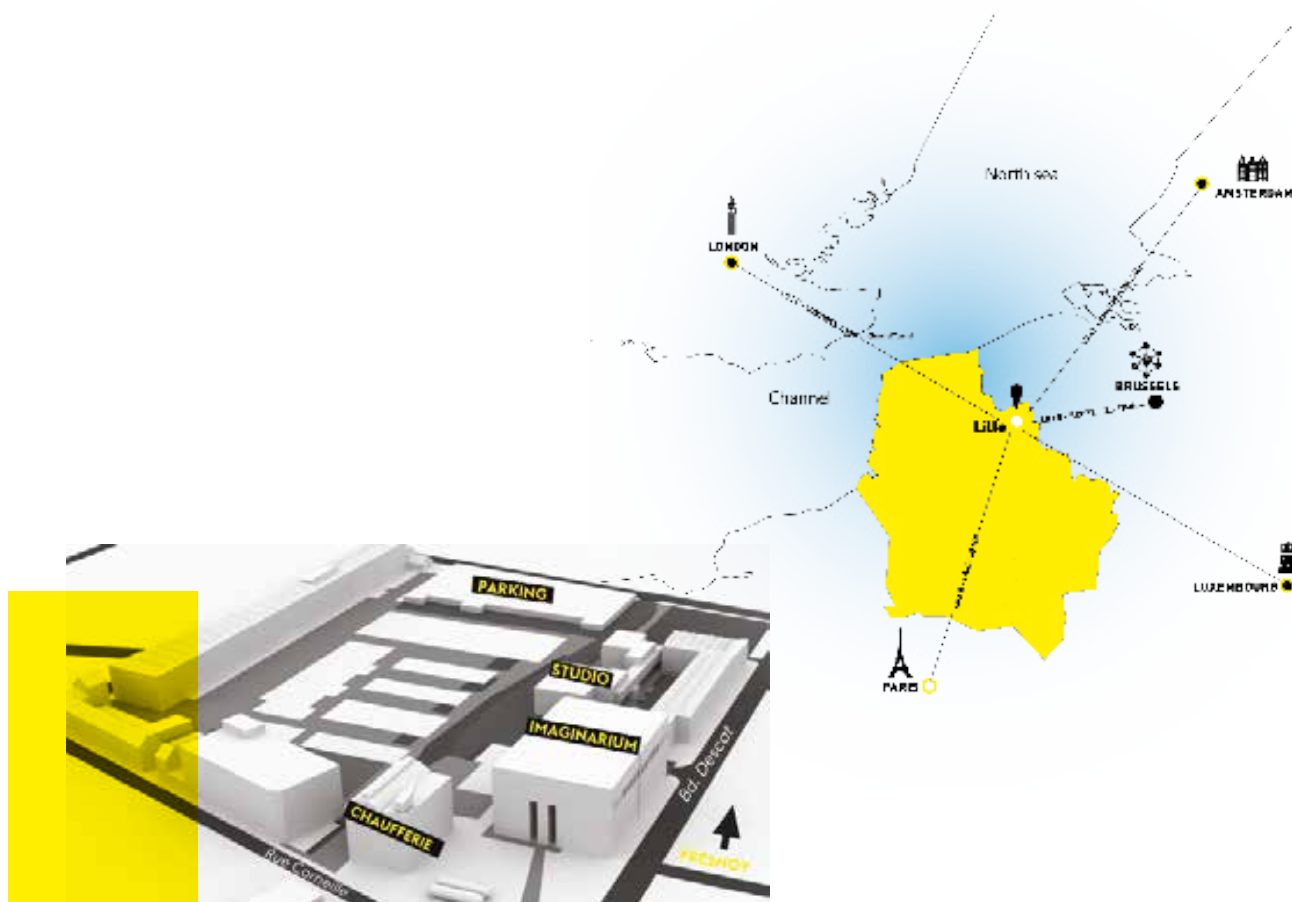 North sea
AMSTERDAM
LONDON
BRUSSELS
Channel
Lille
LUXEMBOURG
PARIS
PARKING
STUDIO
IMAGINARIUM
CHAUFFERIE
Bd. Descat
Rue Corneille
FRESNOY